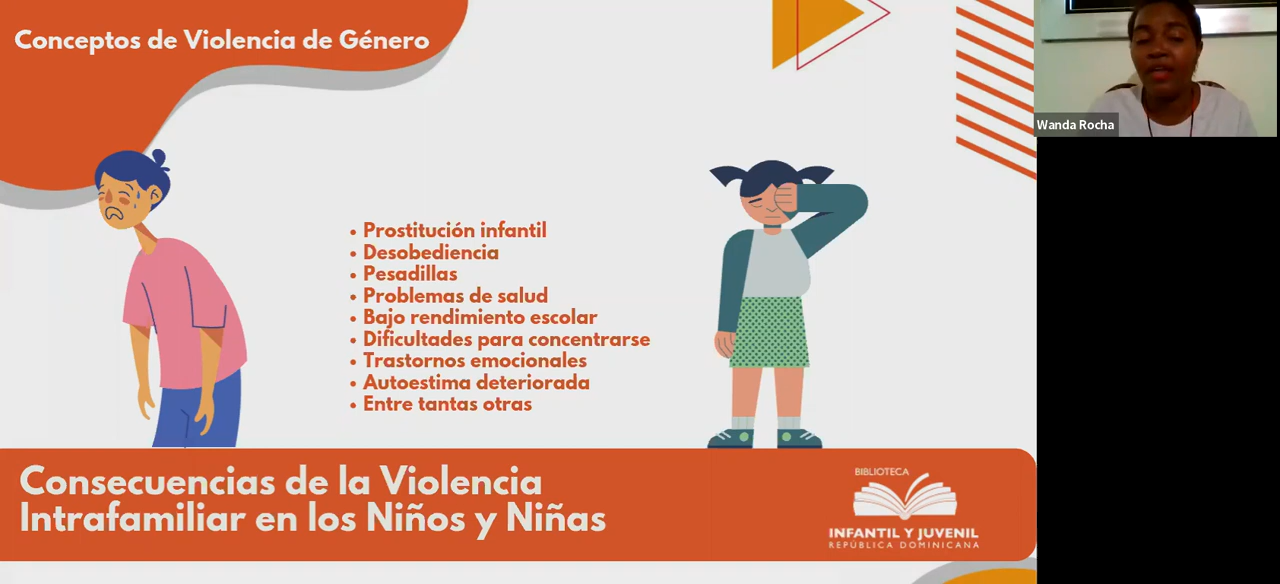 Conceptos de Violencia de Género
Wanda Rocha
• Prostitución infantil
• Desobediencia
• Pesadillas
• Problemas de salud
• Bajo rendimiento escolar
• Dificultades para concentrarse
• Trastornos emocionales
• Autoestima deteriorada
• Entre tantas otras
Consecuencias de la Violencia
Intrafamiliar en los Niños y Niñas
BIBLIOTECA
INFANTIL Y JUVENIL
REPÚBLICA DOMINICANA